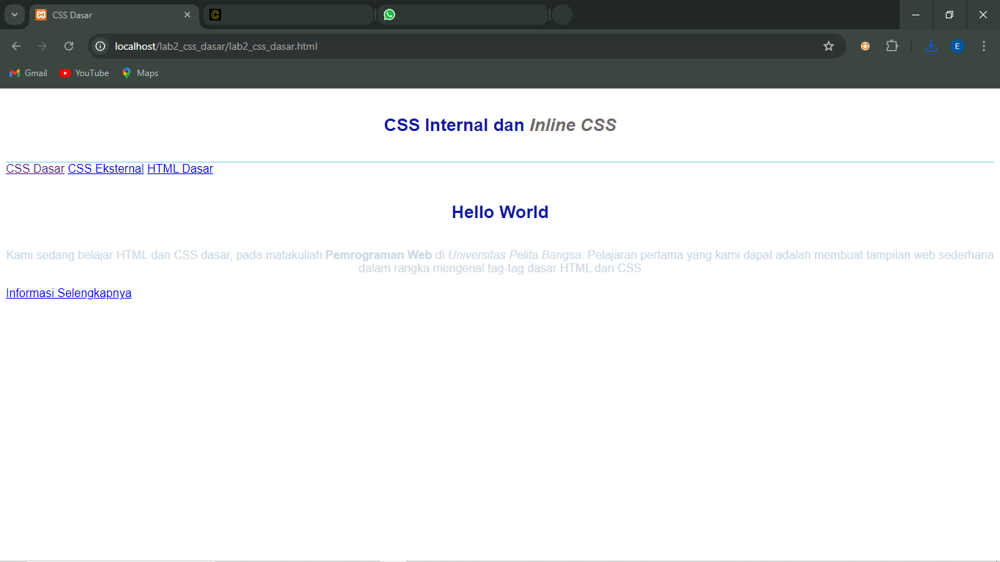 CSS Dasar
localhost/lab2_css_dasar/lab2_css_dasar.html
E
Gmail YouTube Maps
CSS Internal dan Inline CSS
CSS Dasar CSS Eksternal HTML Dasar
Hello World
Kami sedang belajar HTML dan CSS dasar, pada matakuliah Pemrograman Web di Universitas Pelita Bangsa. Pelajaran pertama yang kami dapat adalah membuat tampilan web sederhana
dalam rangka mengenal tag-tag dasar HTML dan CSS
Informasi Selengkapnya